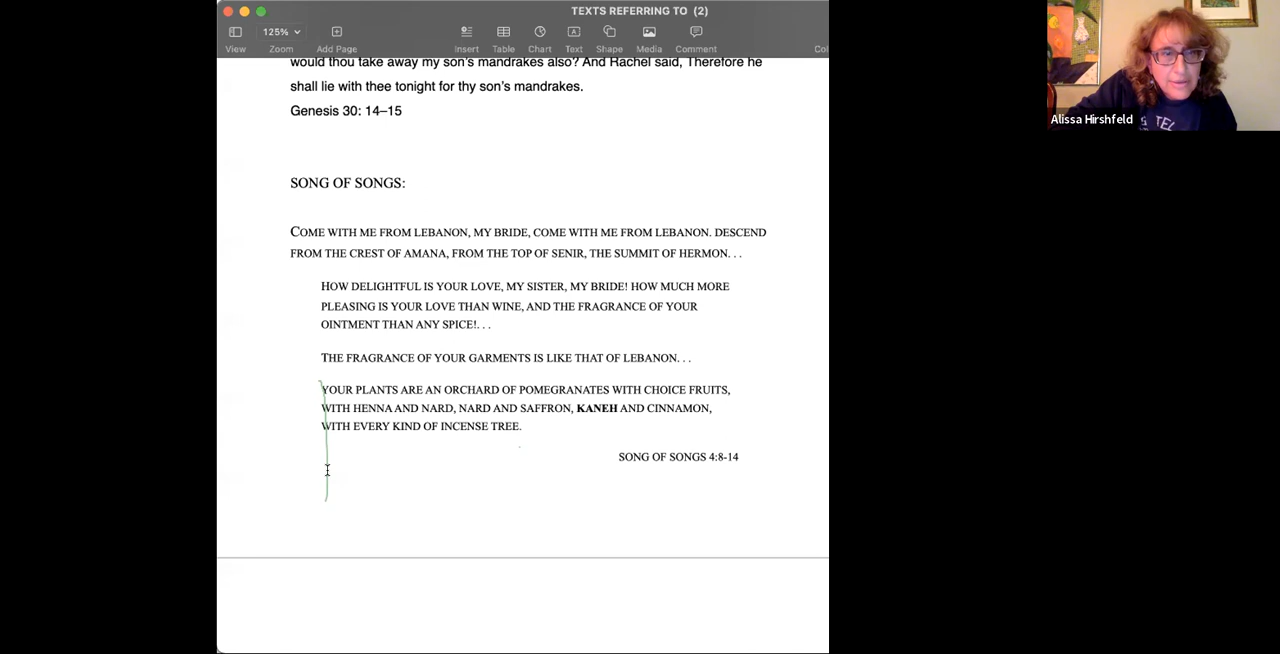 TEXTS REFERRING TO (2)
125%
View
Zoom
Add Page
Insert
Table
Chart
Text
Shape
Media
Comment
Col
would thou take away my son's mandrakes also? And Rachel said, Therefore he
shall lie with thee tonight for thy son's mandrakes.
Genesis 30: 14–15
SONG OF SONGS:
COME WITH ME FROM LEBANON, MY BRIDE, COME WITH ME FROM LEBANON. DESCEND
FROM THE CREST OF AMANA, FROM THE TOP OF SENIR, THE SUMMIT OF HERMON. . .
HOW DELIGHTFUL IS YOUR LOVE, MY SISTER, MY BRIDE! HOW MUCH MORE
PLEASING IS YOUR LOVE THAN WINE, AND THE FRAGRANCE OF YOUR
OINTMENT THAN ANY SPICE!. . .
THE FRAGRANCE OF YOUR GARMENTS IS LIKE THAT OF LEBANON. . .
YOUR PLANTS ARE AN ORCHARD OF POMEGRANATES WITH CHOICE FRUITS,
WITH HENNA AND NARD, NARD AND SAFFRON, KANEH AND CINNAMON,
WITH EVERY KIND OF INCENSE TREE.
SONG OF SONGS 4:8-14
Alissa Hirshfeld